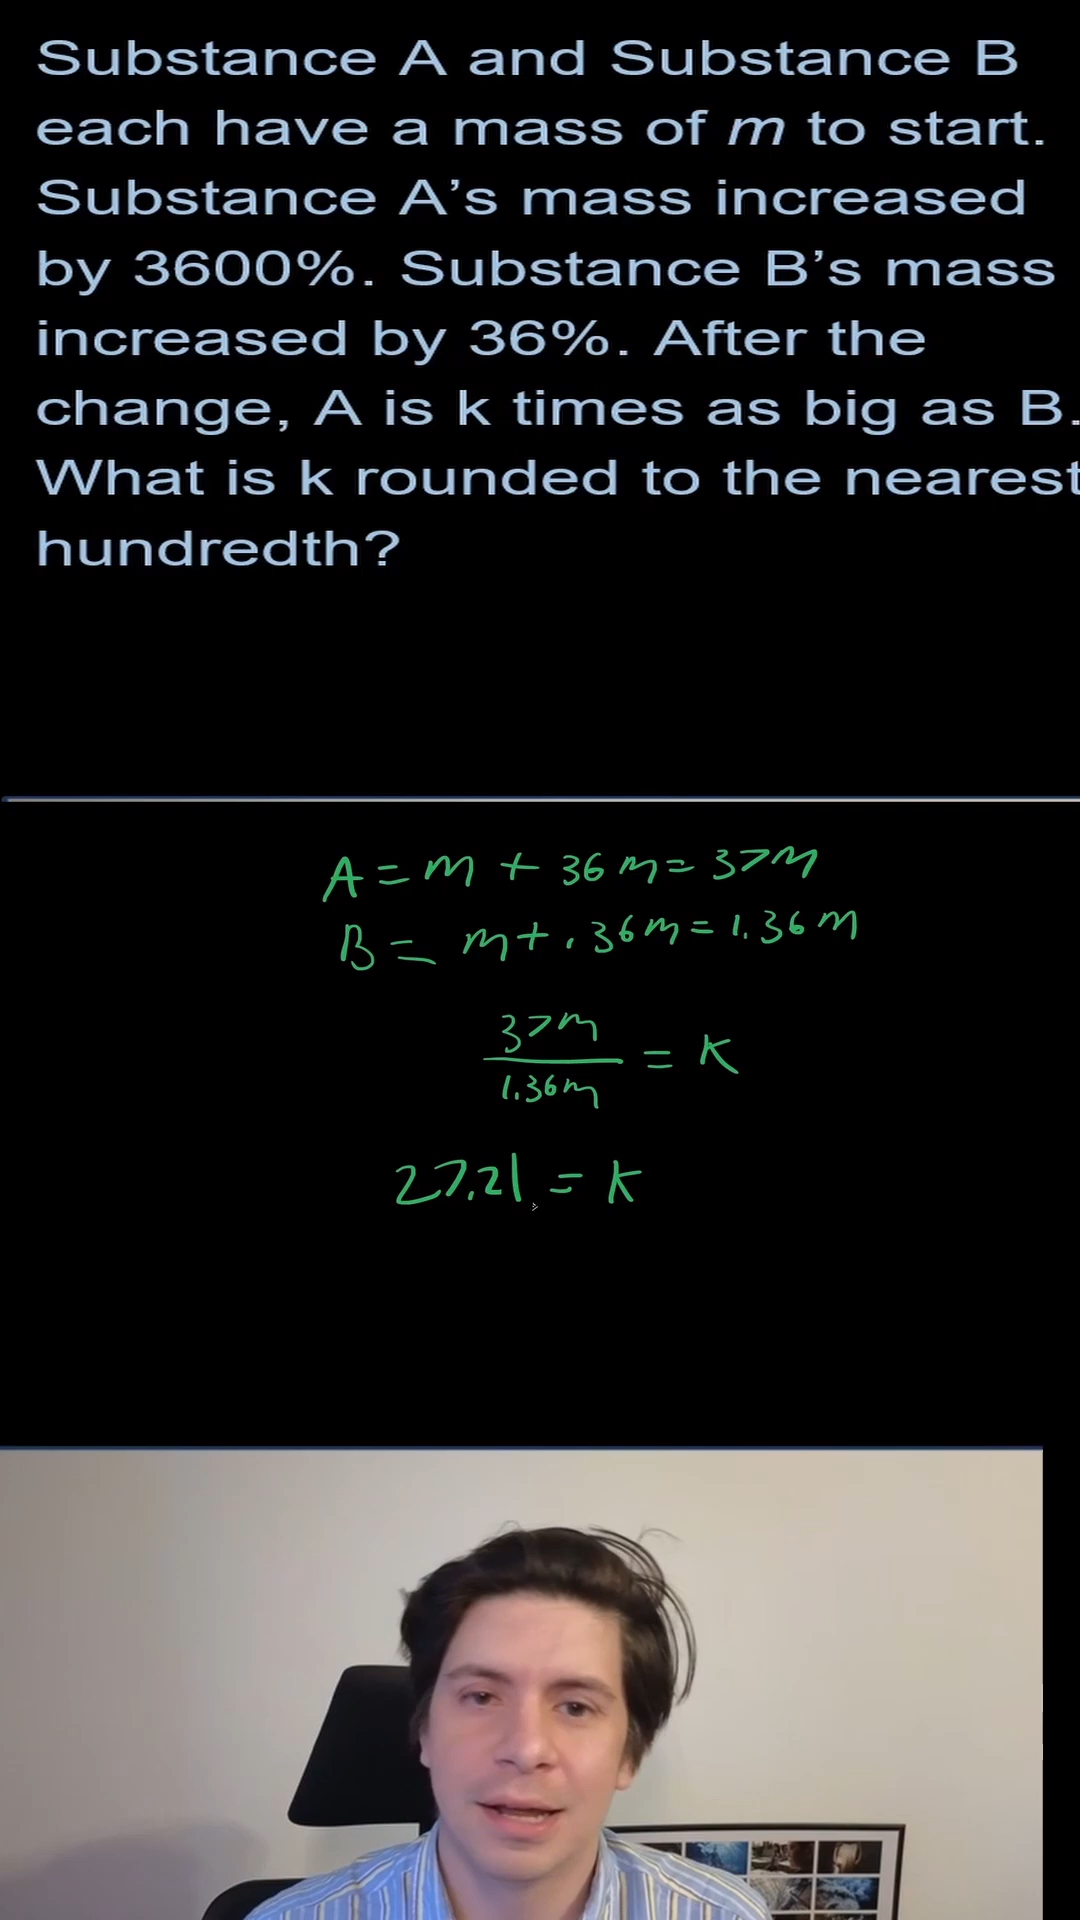 Substance A and Substance B
each have a mass of m to start.
Substance A’s mass increased
by 3600%. Substance B’s mass
increased by 36%. After the
change, A is k times as big as B.
What is k rounded to the nearest
hundredth?
A = m + 36m = 37m
B = m + .36m = 1.36m
37m
1.36m
= K
27.21 = K